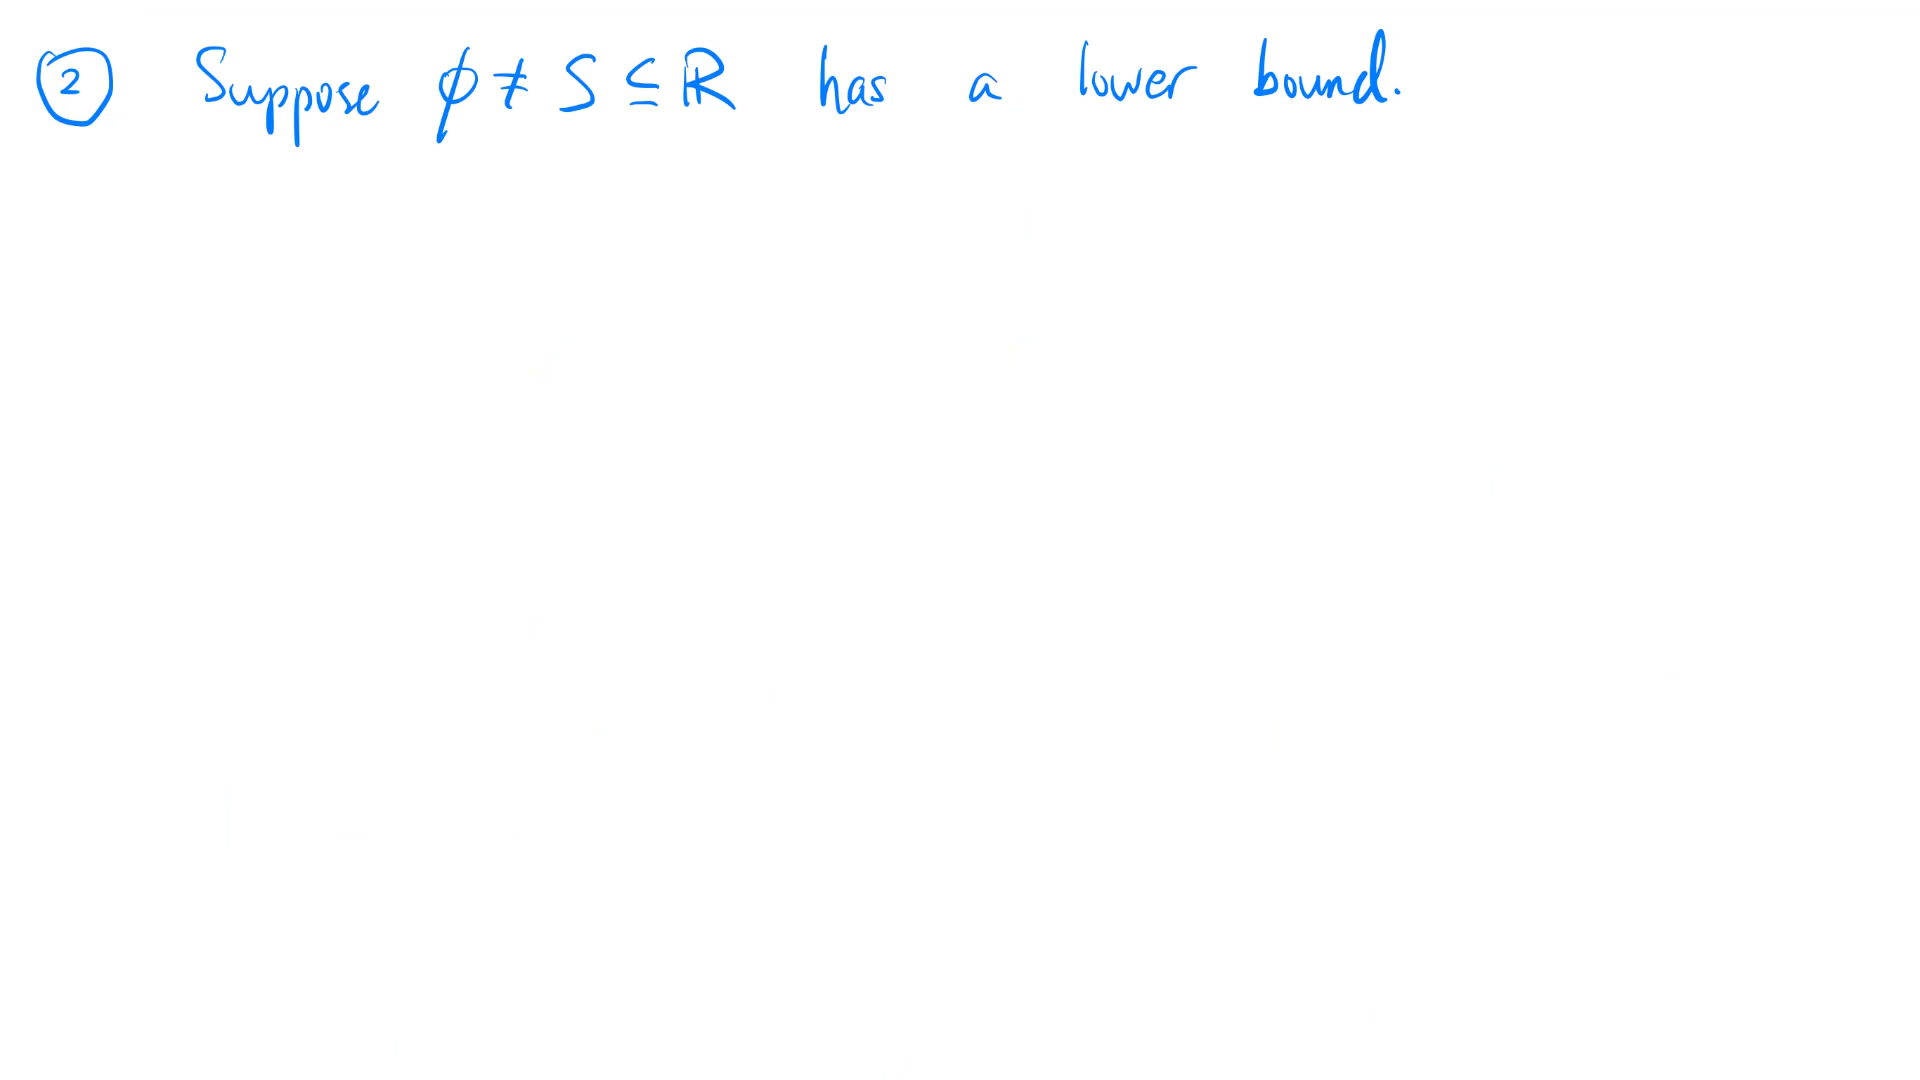 ② Suppose ϕ ≠ S ⊆ ℝ has a lower bound.